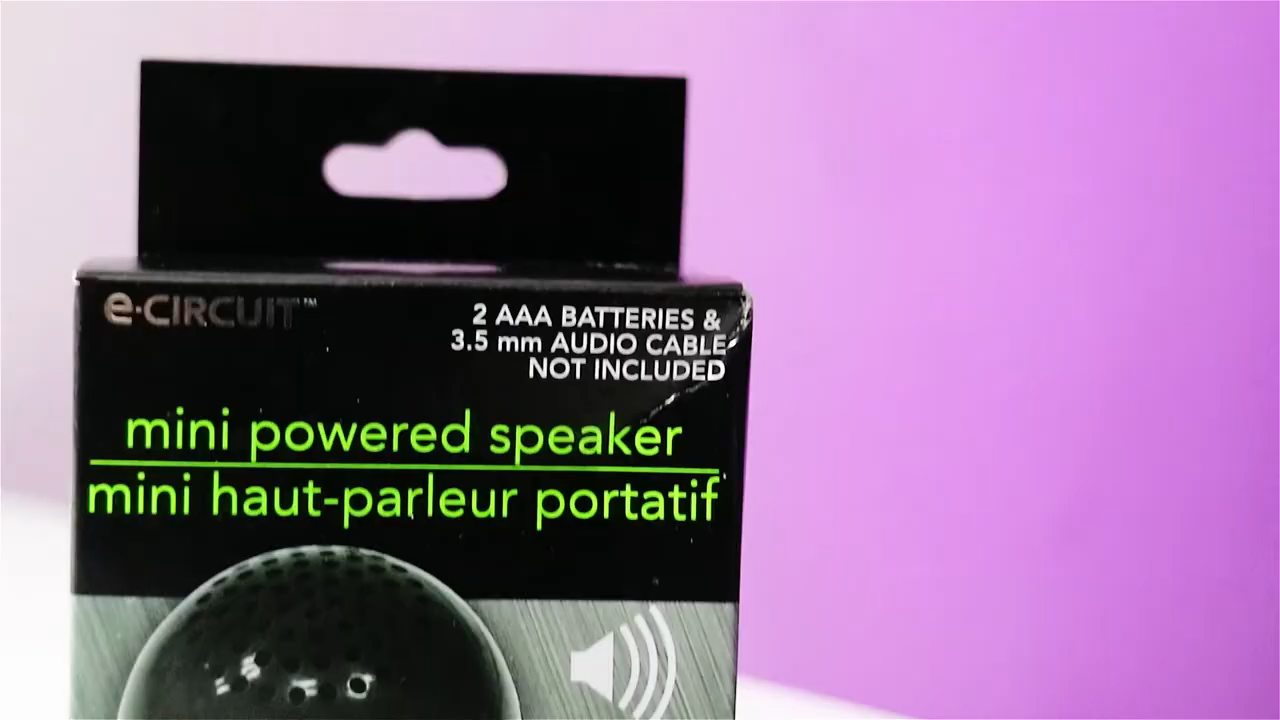 e·CIRCUIT™
2 AAA BATTERIES &
3.5 mm AUDIO CABLE
NOT INCLUDED
mini powered speaker
mini haut-parleur portatif